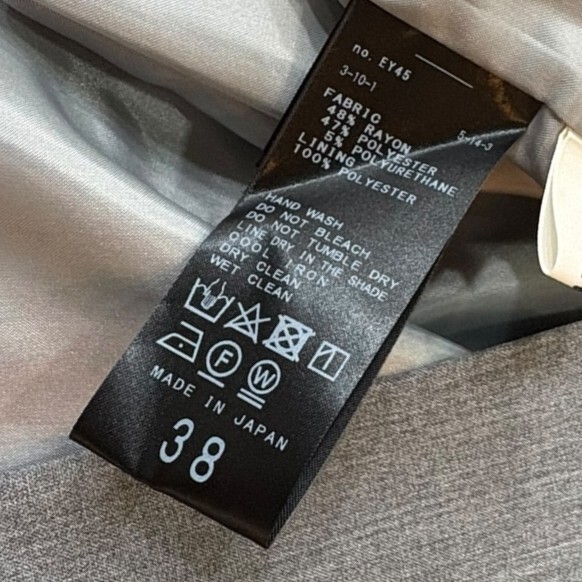 no. EY45
3-10-1
5-14-3
FABRIC
48% RAYON
47% POLYESTER
5% POLYURETHANE
LINING
100% POLYESTER
HAND WASH
DO NOT BLEACH
DO NOT TUMBLE DRY
LINE DRY IN THE SHADE
COOL IRON
DRY CLEAN
WET CLEAN
F W
MADE IN JAPAN
38